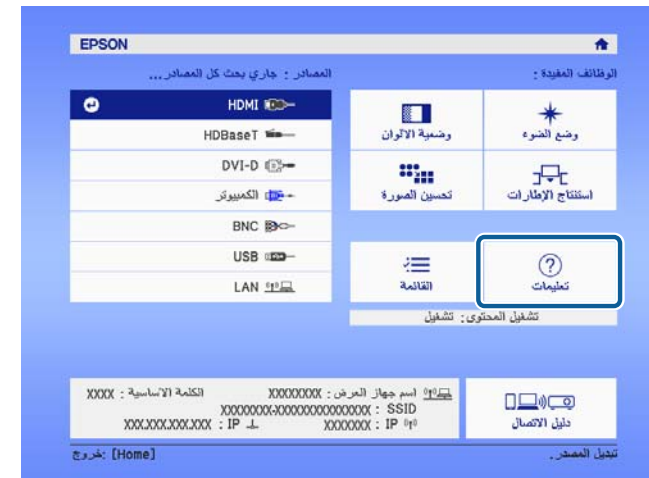 EPSON
الوظائف المفيدة :
المصادر : جاري بحث كل المصادر...
وضع الضوء
وضعية الألوان
استنتاج الإطارات
تحسين الصورة
تعليمات
القائمة
تشغيل المحتوى: تشغيل
HDMI
HDBaseT
DVI-D
الكمبيوتر
BNC
USB
LAN
دليل الاتصال
اسم جهاز العرض : XXXXXXXX الكلمة الأساسية : XXXX
SSID : XXXXXXXX-XXXXXXXXXXXXXXX
IP : XXXXXXX IP : XXX.XXX.XXX.XXX
تبديل المصدر.
[Home] :خروج